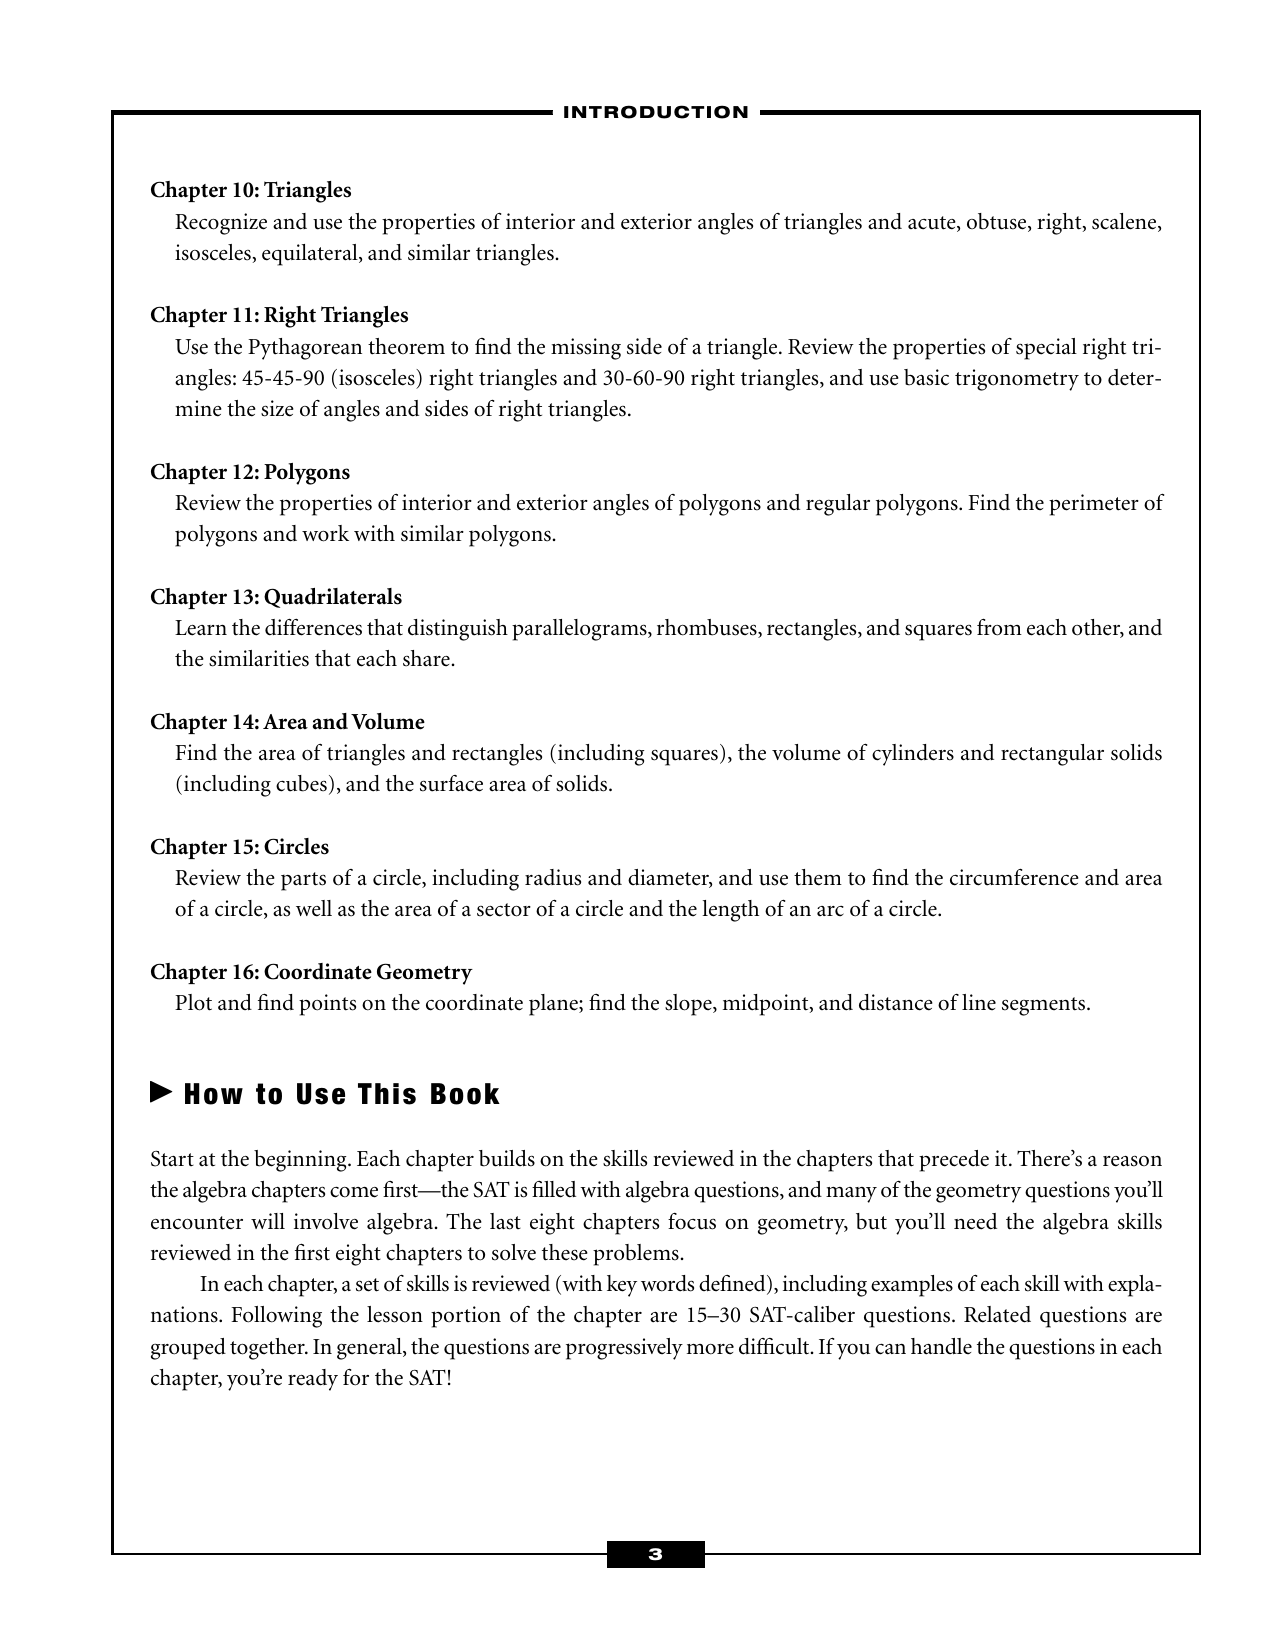 INTRODUCTION
Chapter 10: Triangles
Recognize and use the properties of interior and exterior angles of triangles and acute, obtuse, right, scalene,
isosceles, equilateral, and similar triangles.
Chapter 11: Right Triangles
Use the Pythagorean theorem to find the missing side of a triangle. Review the properties of special right tri-
angles: 45-45-90 (isosceles) right triangles and 30-60-90 right triangles, and use basic trigonometry to deter-
mine the size of angles and sides of right triangles.
Chapter 12: Polygons
Review the properties of interior and exterior angles of polygons and regular polygons. Find the perimeter of
polygons and work with similar polygons.
Chapter 13: Quadrilaterals
Learn the differences that distinguish parallelograms, rhombuses, rectangles, and squares from each other, and
the similarities that each share.
Chapter 14: Area and Volume
Find the area of triangles and rectangles (including squares), the volume of cylinders and rectangular solids
(including cubes), and the surface area of solids.
Chapter 15: Circles
Review the parts of a circle, including radius and diameter, and use them to find the circumference and area
of a circle, as well as the area of a sector of a circle and the length of an arc of a circle.
Chapter 16: Coordinate Geometry
Plot and find points on the coordinate plane; find the slope, midpoint, and distance of line segments.
How to Use This Book
Start at the beginning. Each chapter builds on the skills reviewed in the chapters that precede it. There’s a reason
the algebra chapters come first—the SAT is filled with algebra questions, and many of the geometry questions you’ll
encounter will involve algebra. The last eight chapters focus on geometry, but you’ll need the algebra skills
reviewed in the first eight chapters to solve these problems.
In each chapter, a set of skills is reviewed (with key words defined), including examples of each skill with expla-
nations. Following the lesson portion of the chapter are 15–30 SAT-caliber questions. Related questions are
grouped together. In general, the questions are progressively more difficult. If you can handle the questions in each
chapter, you’re ready for the SAT!
3